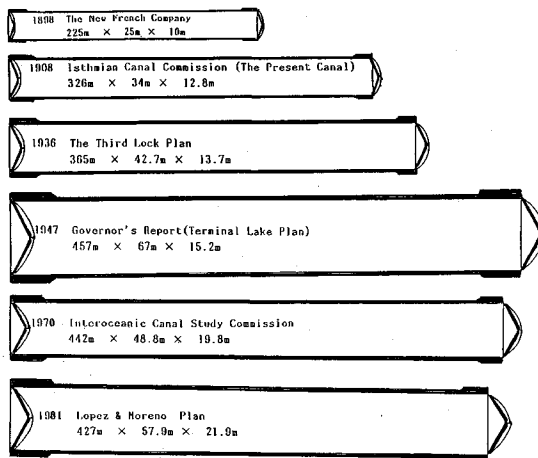 1898 The New French Company
225m × 25m × 10m
1908 Isthmian Canal Commission (The Present Canal)
326m × 34m × 12.8m
1936 The Third Lock Plan
365m × 42.7m × 13.7m
1947 Governor's Report(Terminal Lake Plan)
457m × 67m × 15.2m
1970 Interoceanic Canal Study Commission
442m × 48.8m × 19.8m
1981 Lopez & Moreno Plan
427m × 57.9m × 21.9m